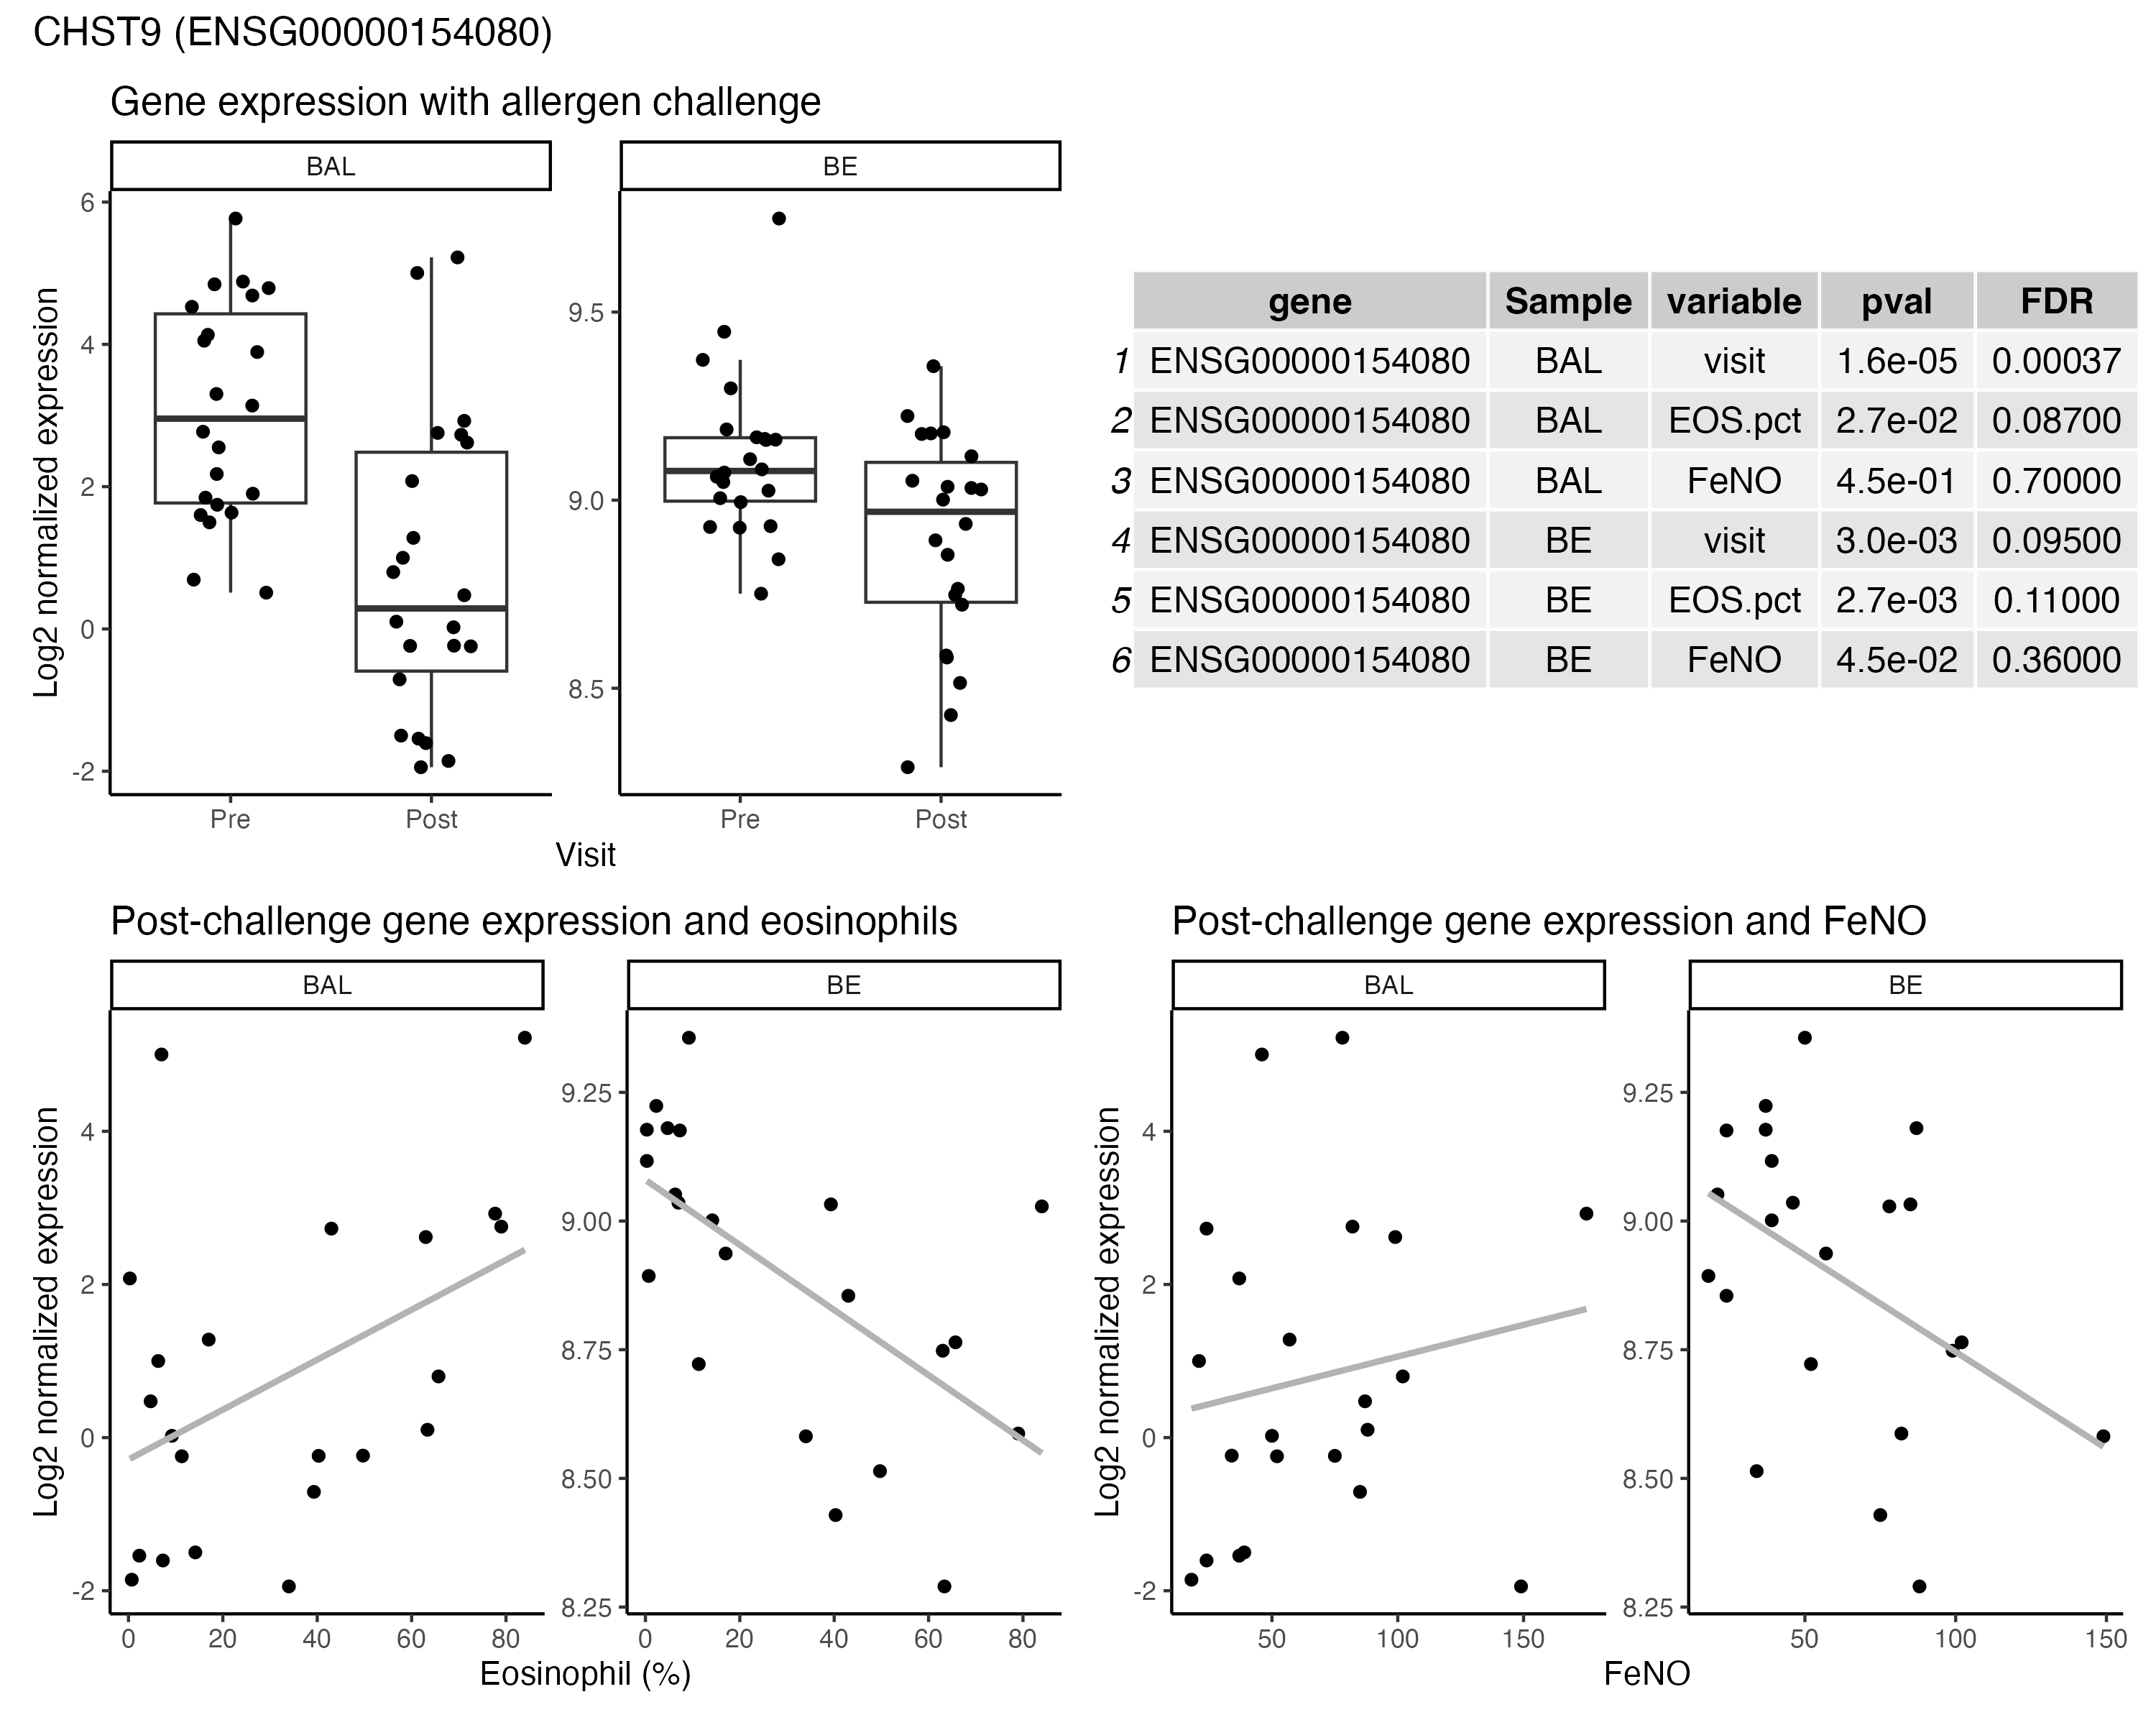 CHST9 (ENSG00000154080)
Gene expression with allergen challenge
BAL BE
Log2 normalized expression
6
4
2
0
-2
9.5
9.0
8.5
Pre Post Pre Post
Visit
gene Sample variable pval FDR
1 ENSG00000154080 BAL visit 1.6e-05 0.00037
2 ENSG00000154080 BAL EOS.pct 2.7e-02 0.08700
3 ENSG00000154080 BAL FeNO 4.5e-01 0.70000
4 ENSG00000154080 BE visit 3.0e-03 0.09500
5 ENSG00000154080 BE EOS.pct 2.7e-03 0.11000
6 ENSG00000154080 BE FeNO 4.5e-02 0.36000
Post-challenge gene expression and eosinophils
BAL BE
Log2 normalized expression
4
2
0
-2
9.25
9.00
8.75
8.50
8.25
0 20 40 60 80 0 20 40 60 80
Eosinophil (%)
Post-challenge gene expression and FeNO
BAL BE
Log2 normalized expression
4
2
0
-2
9.25
9.00
8.75
8.50
8.25
50 100 150 50 100 150
FeNO